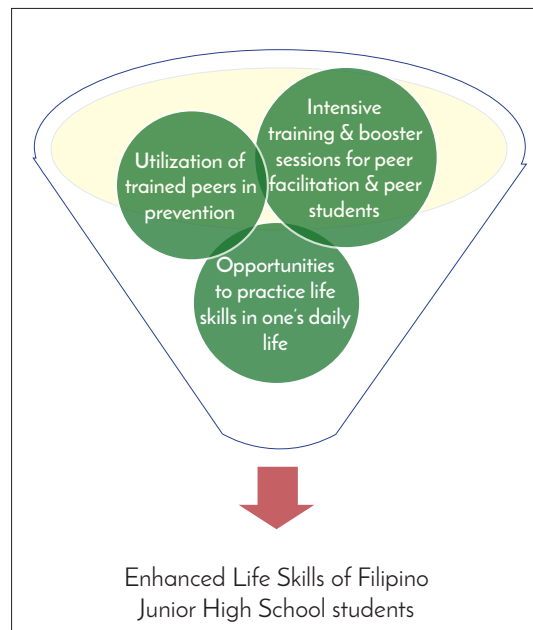 Utilization of
trained peers in
prevention
Intensive
training & booster
sessions for peer
facilitation & peer
students
Opportunities
to practice life
skills in one's daily
life
Enhanced Life Skills of Filipino
Junior High School students